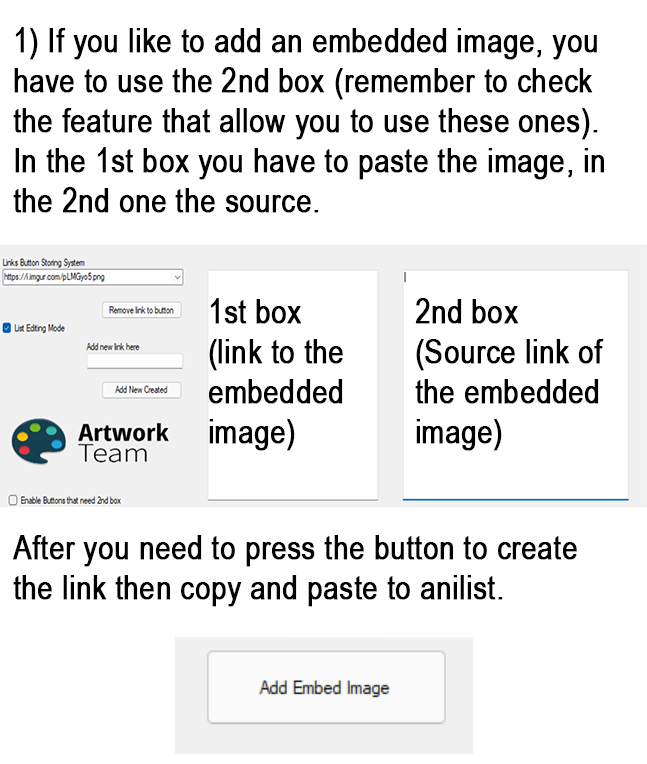 1) If you like to add an embedded image, you
have to use the 2nd box (remember to check
the feature that allow you to use these ones).
In the 1st box you have to paste the image, in
the 2nd one the source.
Links Button Storing System
https://i.imgur.com/pLMGyo5.png
Remove link to button
List Editing Mode
Add new link here
Add New Created
Artwork
Team
Enable Buttons that need 2nd box
1st box
(link to the
embedded
image)
2nd box
(Source link of
the embedded
image)
After you need to press the button to create
the link then copy and paste to anilist.
Add Embed Image